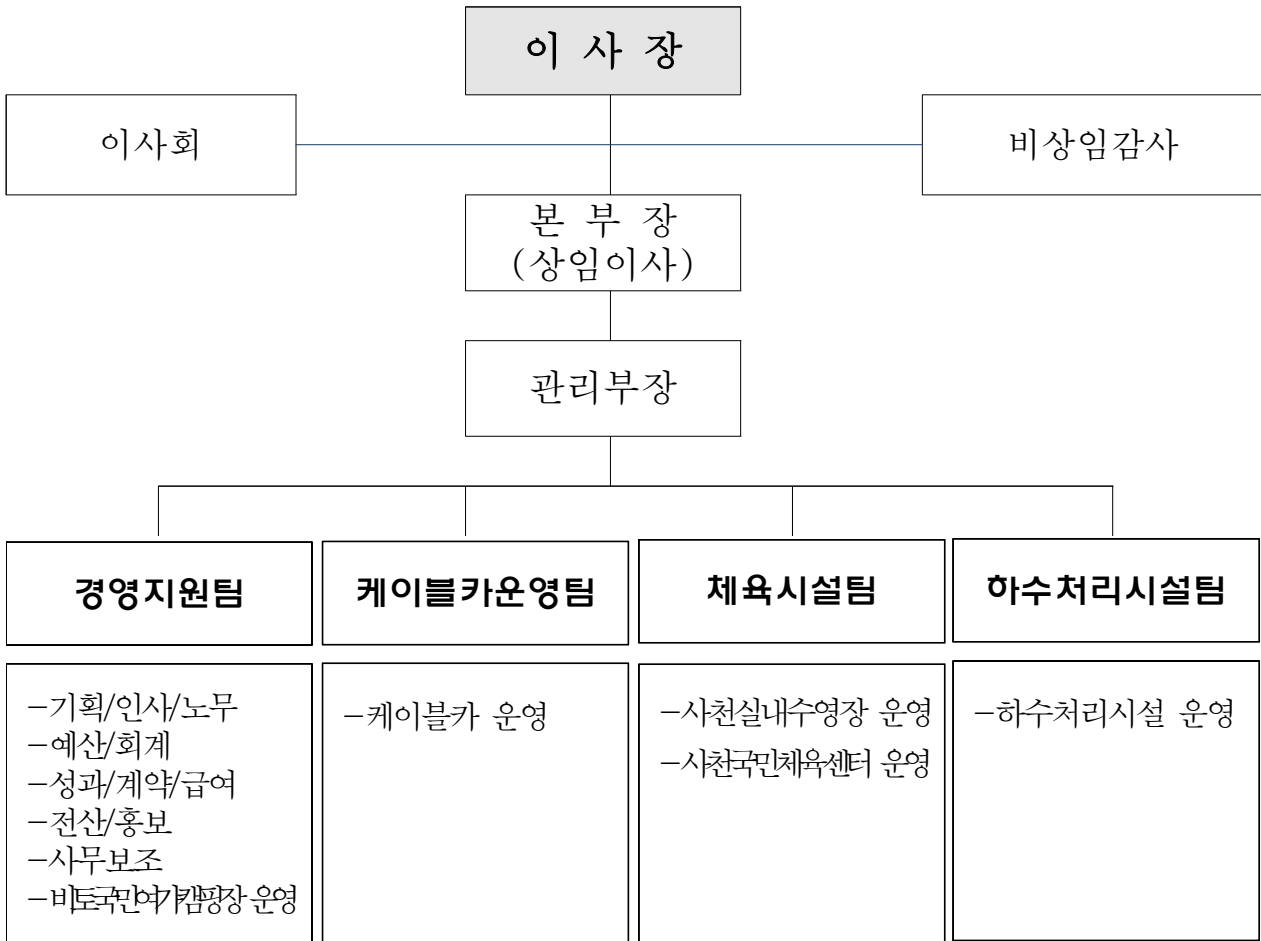 이 사 장
이사회
비상임감사
본 부 장
(상임이사)
관리부장
경영지원팀
케이블카운영팀
체육시설팀
하수처리시설팀
-기획/인사/노무
-예산/회계
-성과/계약/급여
-전산/홍보
-사무보조
-비토국민여가캠핑장 운영
-케이블카 운영
-사천실내수영장 운영
-사천국민체육센터 운영
-하수처리시설 운영